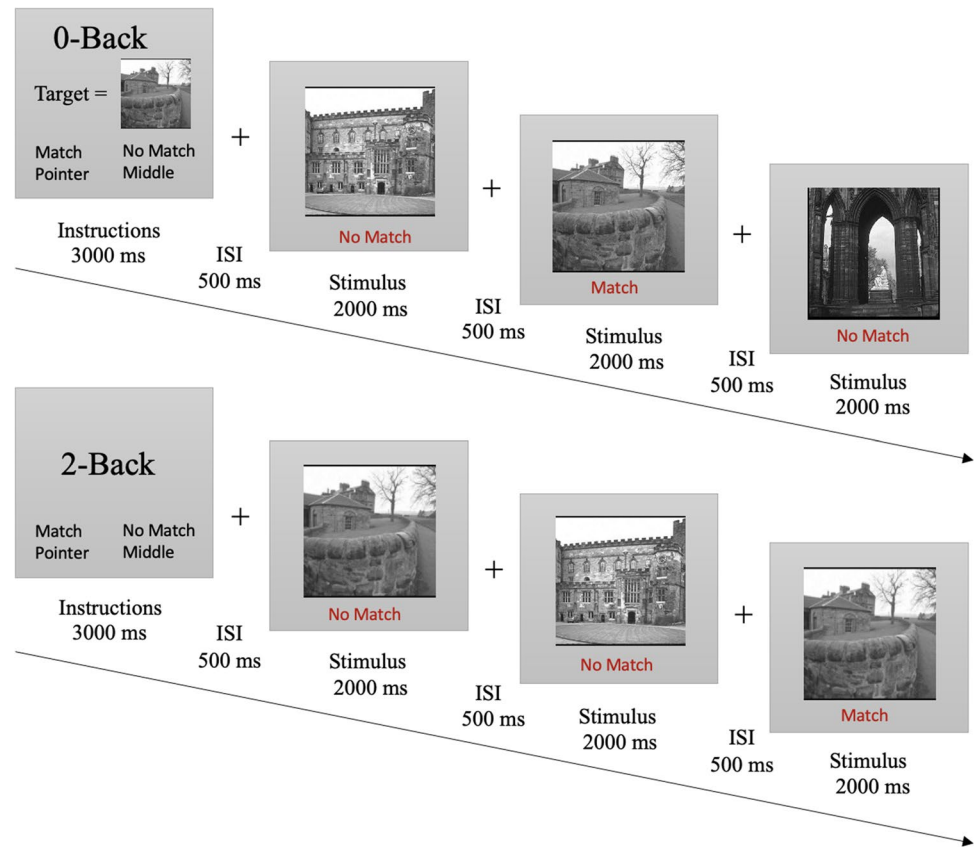 0-Back
Target =
Match No Match
Pointer Middle
Instructions
3000 ms
ISI
500 ms
No Match
Stimulus
2000 ms
ISI
500 ms
Match
Stimulus
2000 ms
ISI
500 ms
No Match
Stimulus
2000 ms
2-Back
Match No Match
Pointer Middle
Instructions
3000 ms
ISI
500 ms
No Match
Stimulus
2000 ms
ISI
500 ms
No Match
Stimulus
2000 ms
ISI
500 ms
Match
Stimulus
2000 ms